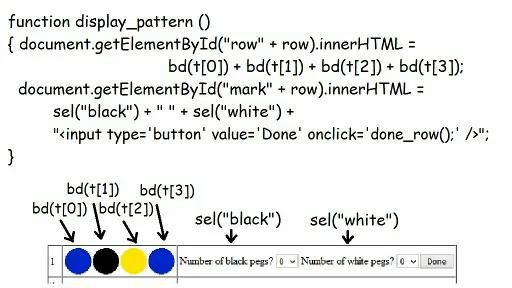 function display_pattern ()
{ document.getElementById("row" + row).innerHTML =
bd(t[0]) + bd(t[1]) + bd(t[2]) + bd(t[3]);
document.getElementById("mark" + row).innerHTML =
sel("black") + " " + sel("white") +
"<input type='button' value='Done' onclick='done_row();' />";
}
bd(t[1]) bd(t[3])
bd(t[0]) bd(t[2]) sel("black") sel("white")
1 Number of black pegs? 0 Number of white pegs? 0 Done